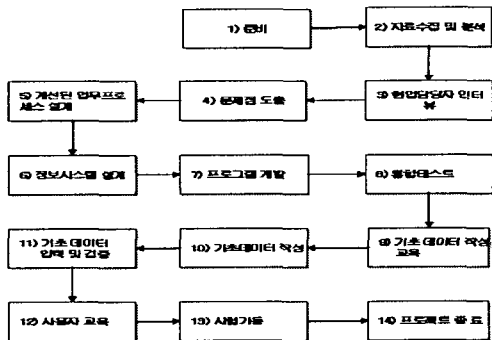 1) 준비
2) 자료수집 및 분석
3) 현업담당자 인터
뷰
4) 문제점 도출
5) 개선된 업무프로
세스 설계
6) 정보시스템 설계
7) 프로그램 개발
8) 통합테스트
9) 기초 데이터 작성
교육
10) 기초데이터 작성
11) 기초 데이터
입력 및 검증
12) 사용자 교육
13) 시험가동
14) 프로젝트 종료